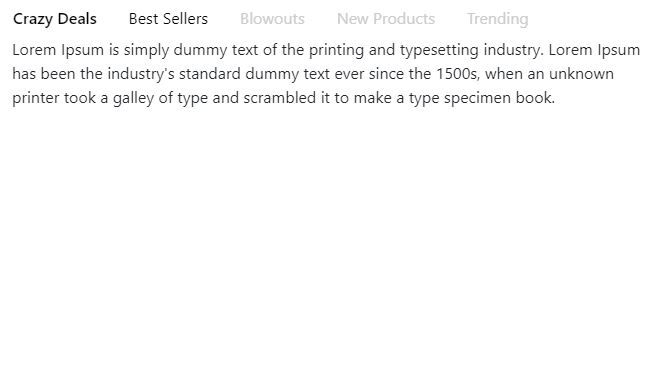 Crazy Deals Best Sellers Blowouts New Products Trending
Lorem Ipsum is simply dummy text of the printing and typesetting industry. Lorem Ipsum
has been the industry's standard dummy text ever since the 1500s, when an unknown
printer took a galley of type and scrambled it to make a type specimen book.